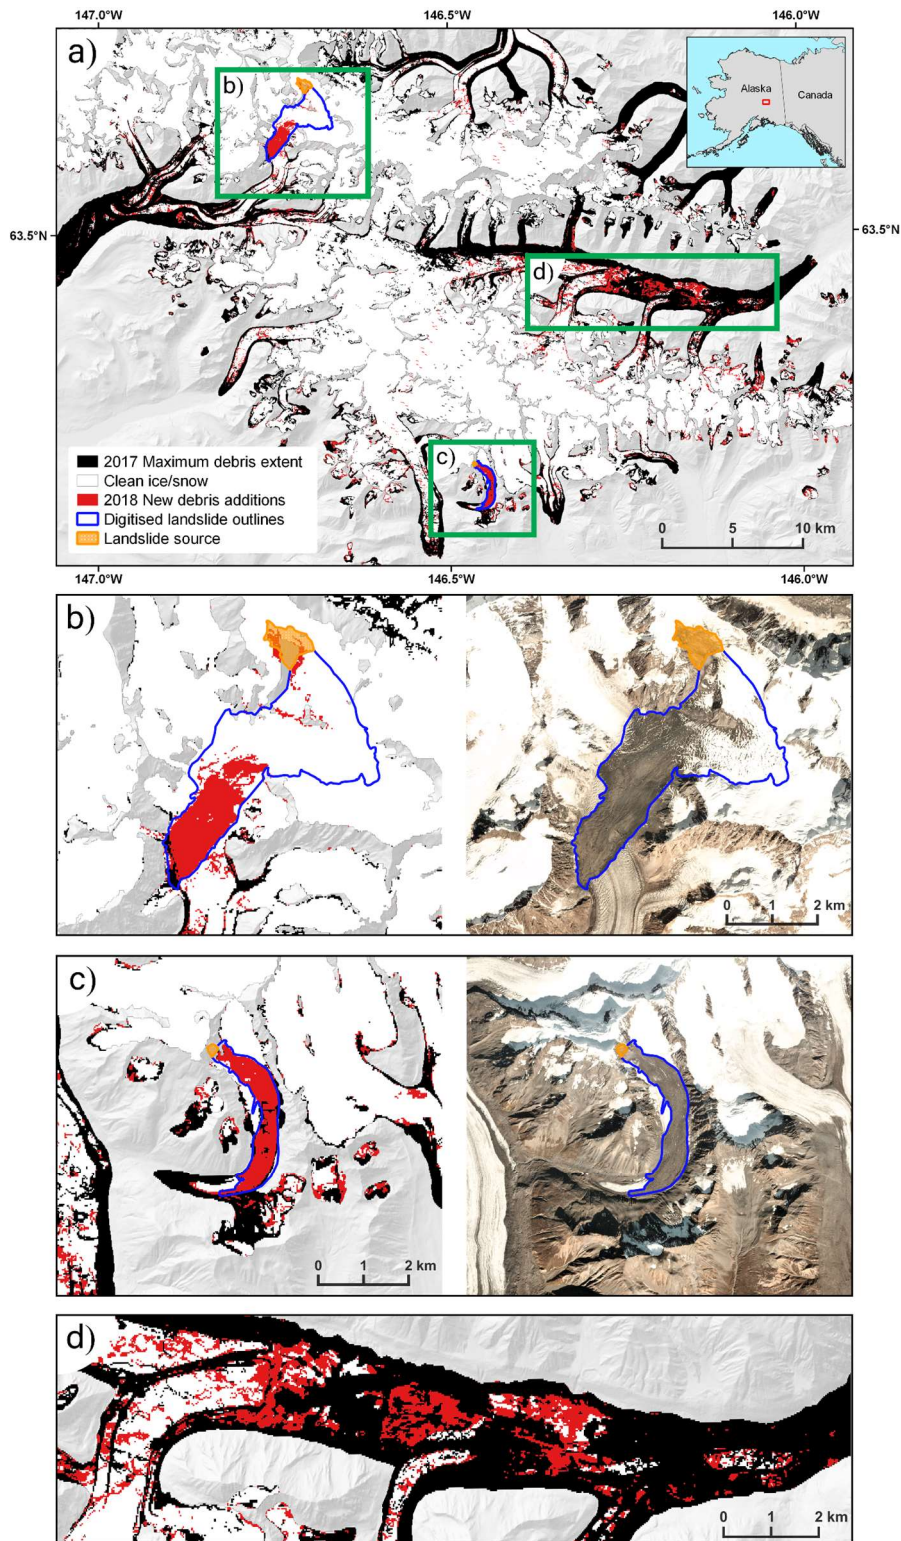 147.0°W 146.5°W 146.0°W
a)
b)
Alaska
Canada
63.5°N 63.5°N
d)
c)
2017 Maximum debris extent
Clean ice/snow
2018 New debris additions
Digitised landslide outlines
Landslide source
0 5 10 km
147.0°W 146.5°W 146.0°W
b)
0 1 2 km
c)
0 1 2 km
d)
0 1 2 km